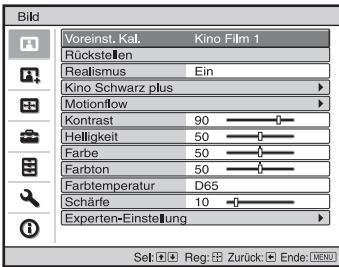 Bild
Voreinst. Kal. Kino Film 1
Rückstellen
Realismus Ein
Kino Schwarz plus
Motionflow
Kontrast 90
Helligkeit 50
Farbe 50
Farbton 50
Farbtemperatur D65
Schärfe 10
Experten-Einstellung
Sel: Reg: Zurück: Ende: MENU